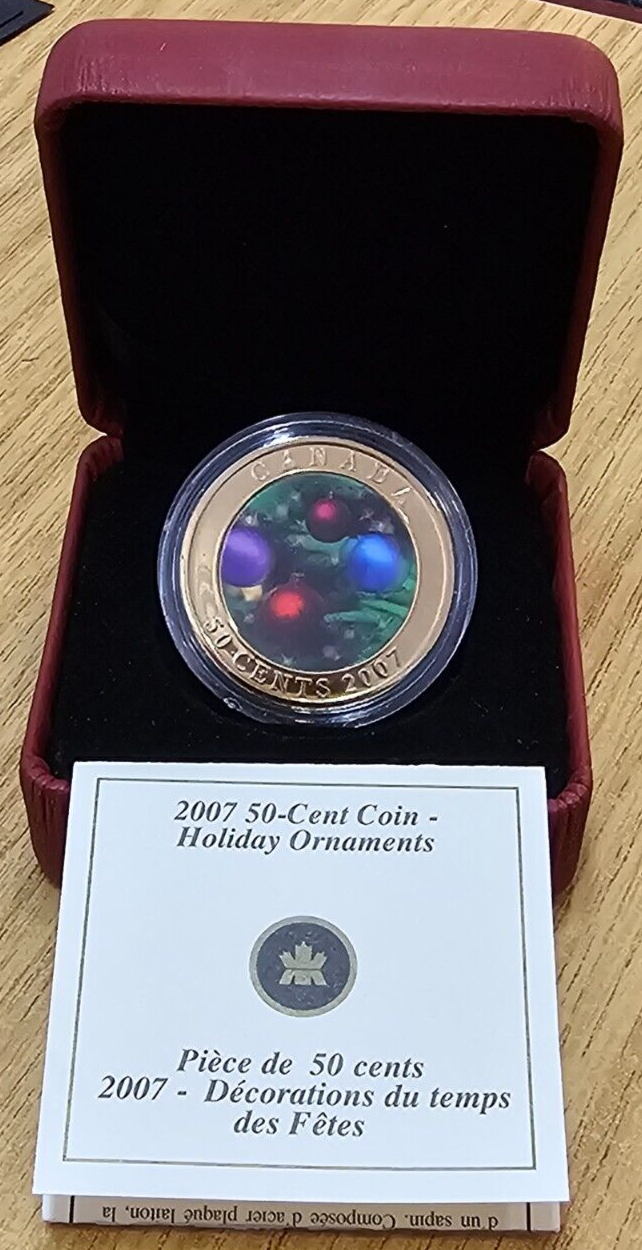 CANADA
50 CENTS 2007
2007 50-Cent Coin -
Holiday Ornaments
Pièce de 50 cents
2007 - Décorations du temps
des Fêtes
d'un sapin. Composée d'acier plaqué laiton, la